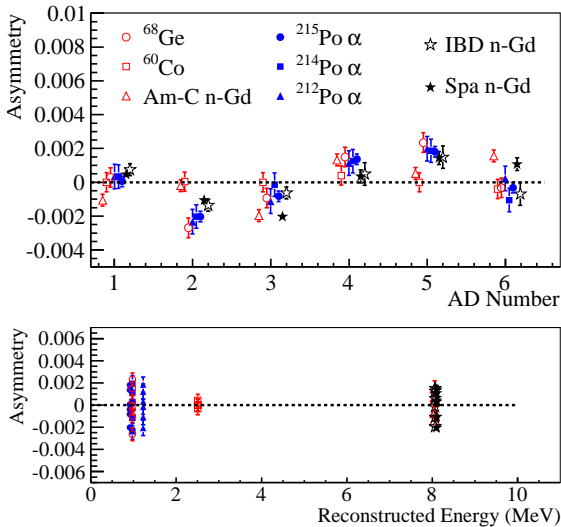 Asymmetry
0.01
0.008
0.006
0.004
0.002
0
-0.002
-0.004
⁶⁸Ge
⁶⁰Co
Am-C n-Gd
²¹⁵Po α
²¹⁴Po α
²¹²Po α
IBD n-Gd
Spa n-Gd
1 2 3 4 5 6
AD Number
Asymmetry
0.006
0.004
0.002
0
-0.002
-0.004
-0.006
0 2 4 6 8 10
Reconstructed Energy (MeV)